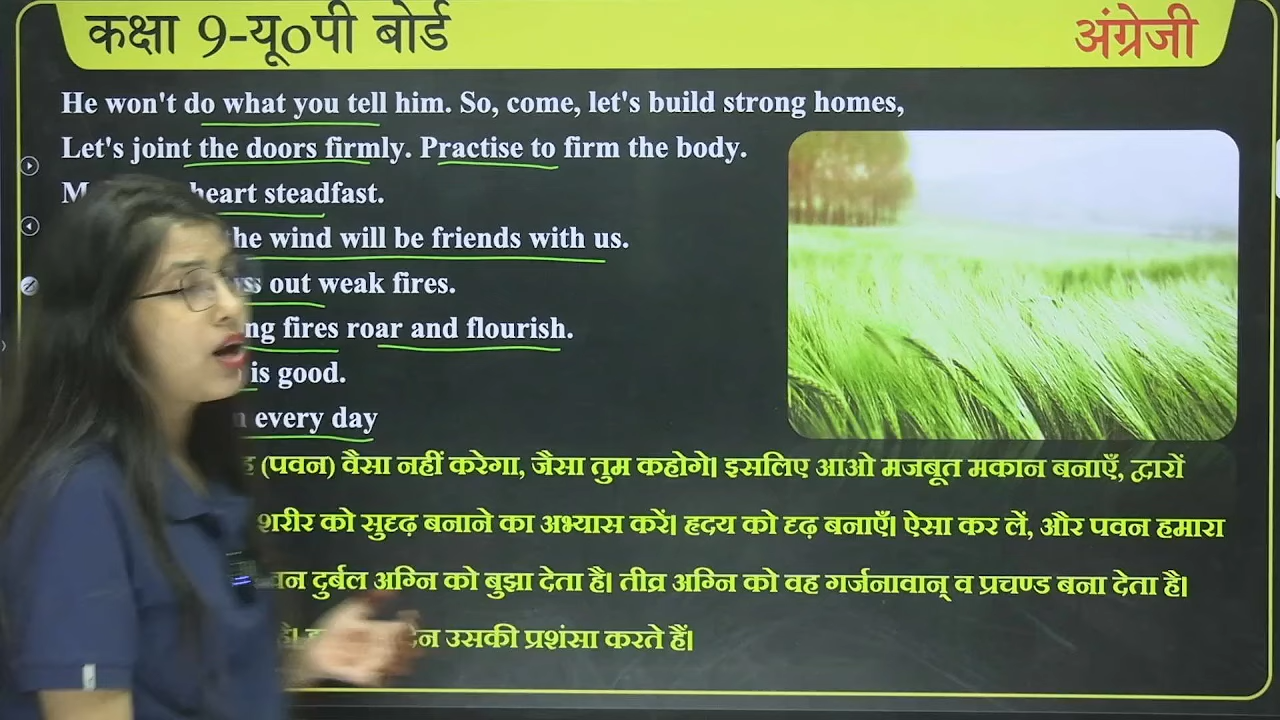 कक्षा 9-यू०पी बोर्ड
अंग्रेजी
He won't do what you tell him. So, come, let's build strong homes,
Let's joint the doors firmly. Practise to firm the body.
heart steadfast.
the wind will be friends with us.
out weak fires.
fires roar and flourish.
is good.
every day
(पवन) वैसा नहीं करेगा, जैसा तुम कहोगे। इसलिए आओ मजबूत मकान बनाएँ, द्वारों
शरीर को सुदृढ़ बनाने का अभ्यास करें। हृदय को दृढ़ बनाएँ। ऐसा कर लें, और पवन हमारा
दुर्बल अग्नि को बुझा देता है। तीव्र अग्नि को वह गर्जनावान् व प्रचण्ड बना देता है।
उसकी प्रशंसा करते हैं।